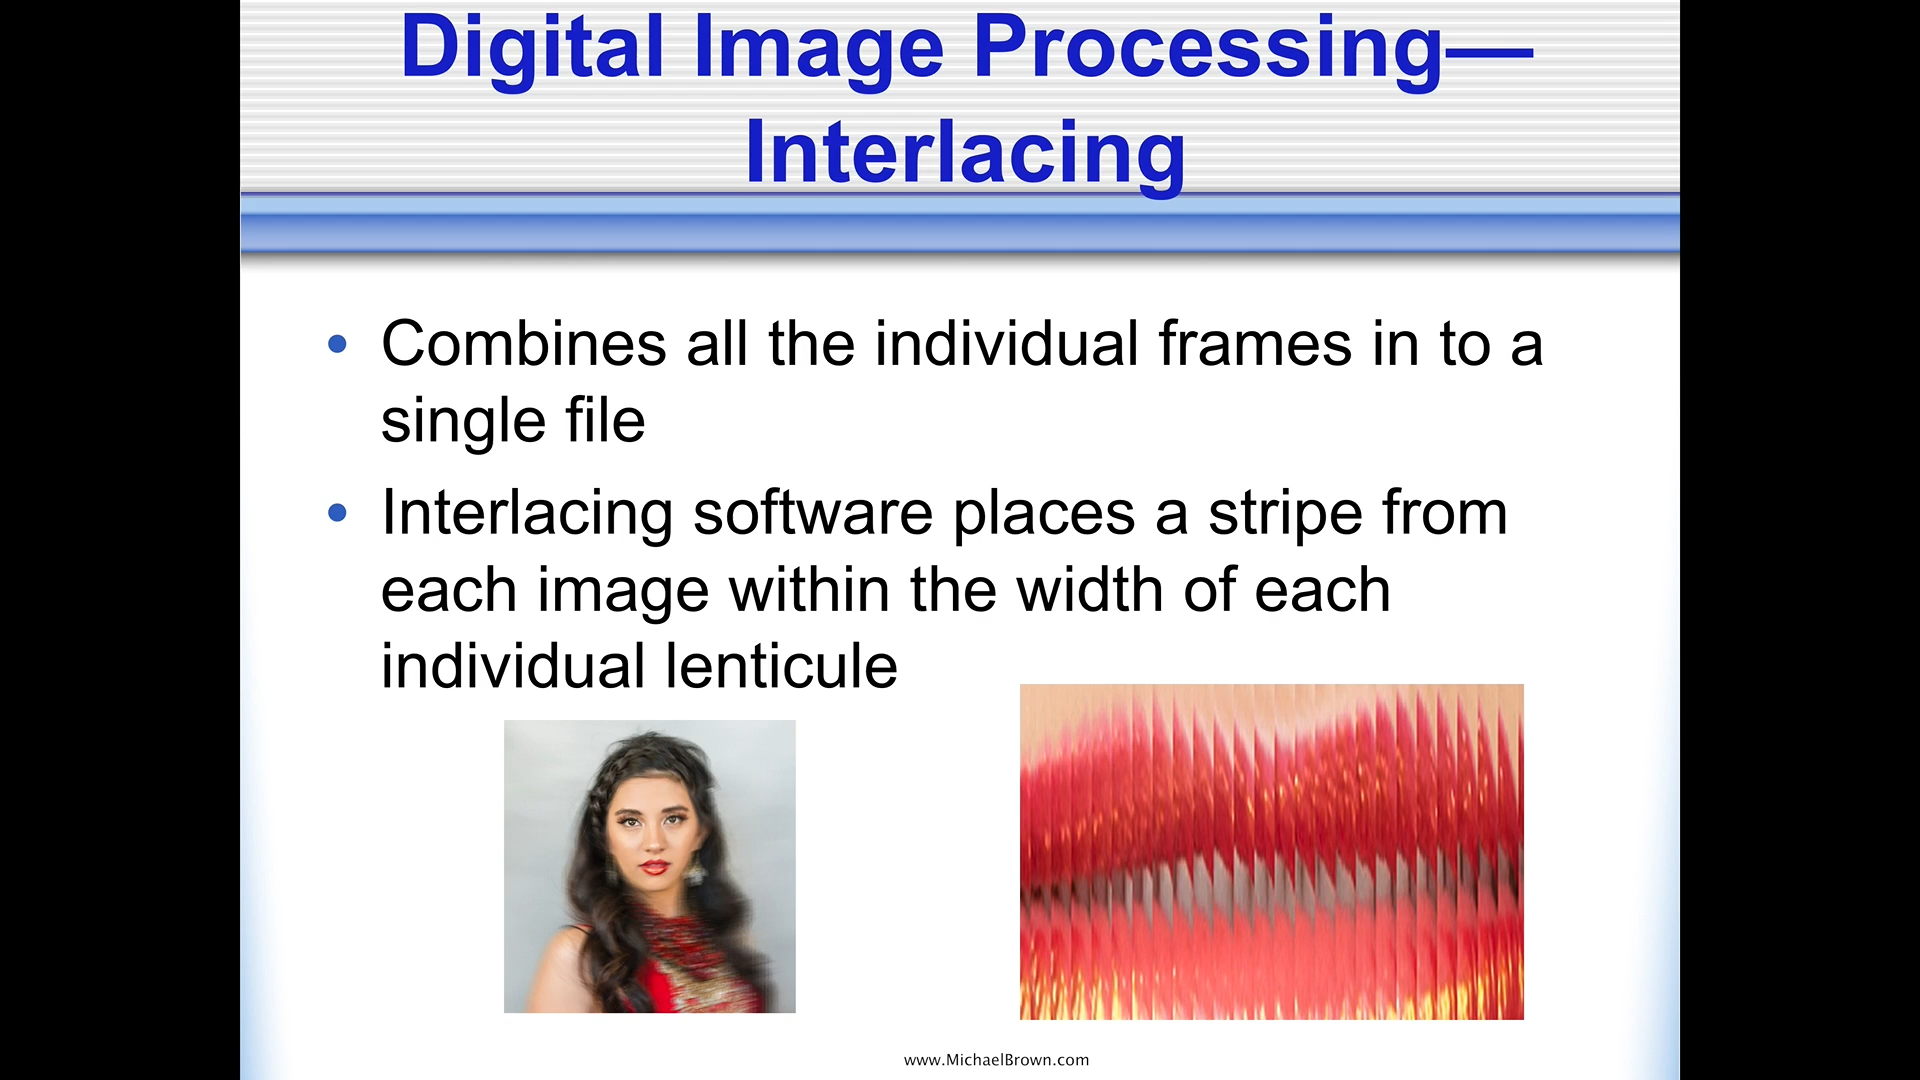 Digital Image Processing—
Interlacing
• Combines all the individual frames in to a
single file
• Interlacing software places a stripe from
each image within the width of each
individual lenticule
www.MichaelBrown.com